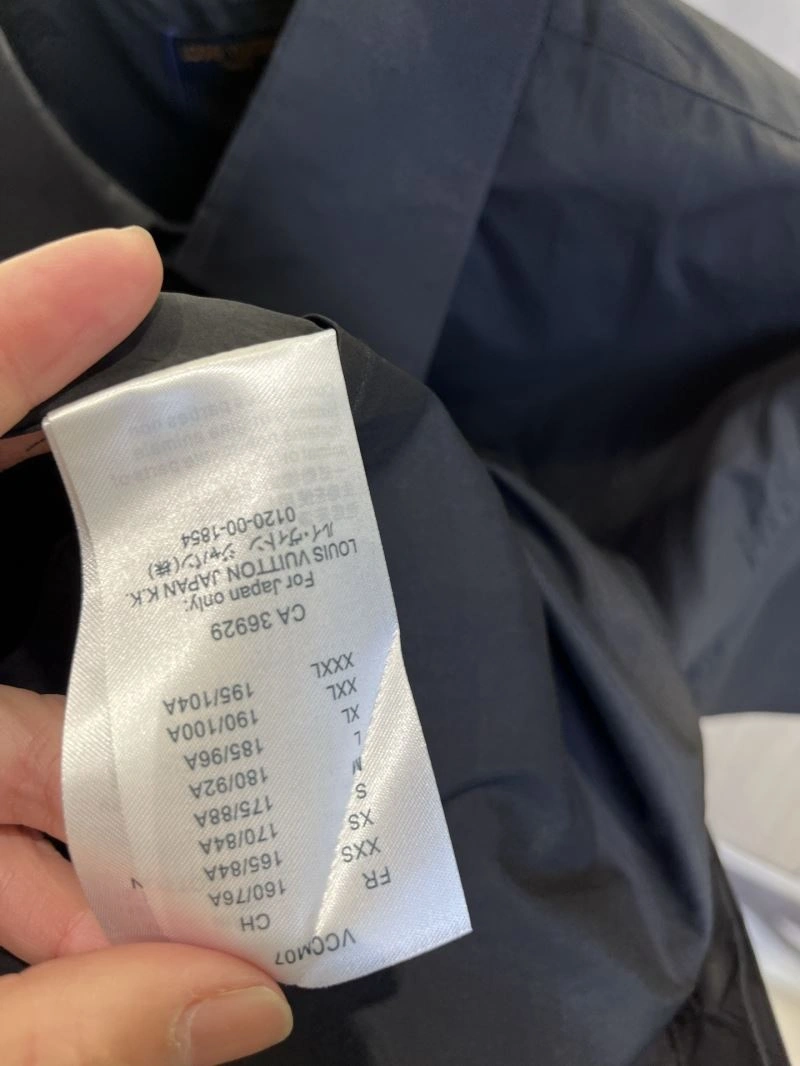 VCCM07
FR CH
XXS 160/76A
XS 165/84A
S 170/84A
M 175/88A
L 180/92A
XL 185/96A
XXL 190/100A
XXXL 195/104A
CA 36929
For Japan only:
LOUIS VUITTON JAPAN K.K.
ルイ・ヴィトン ジャパン(株)
0120-00-1854